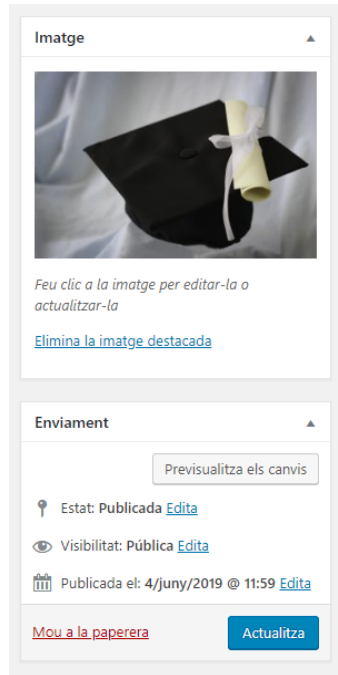 Imatge
Feu clic a la imatge per editar-la o
actualitzar-la
Elimina la imatge destacada
Enviament
Previsualitza els canvis
Estat: Publicada Edita
Visibilitat: Pública Edita
Publicada el: 4/juny/2019 @ 11:59 Edita
Mou a la paperera
Actualitza